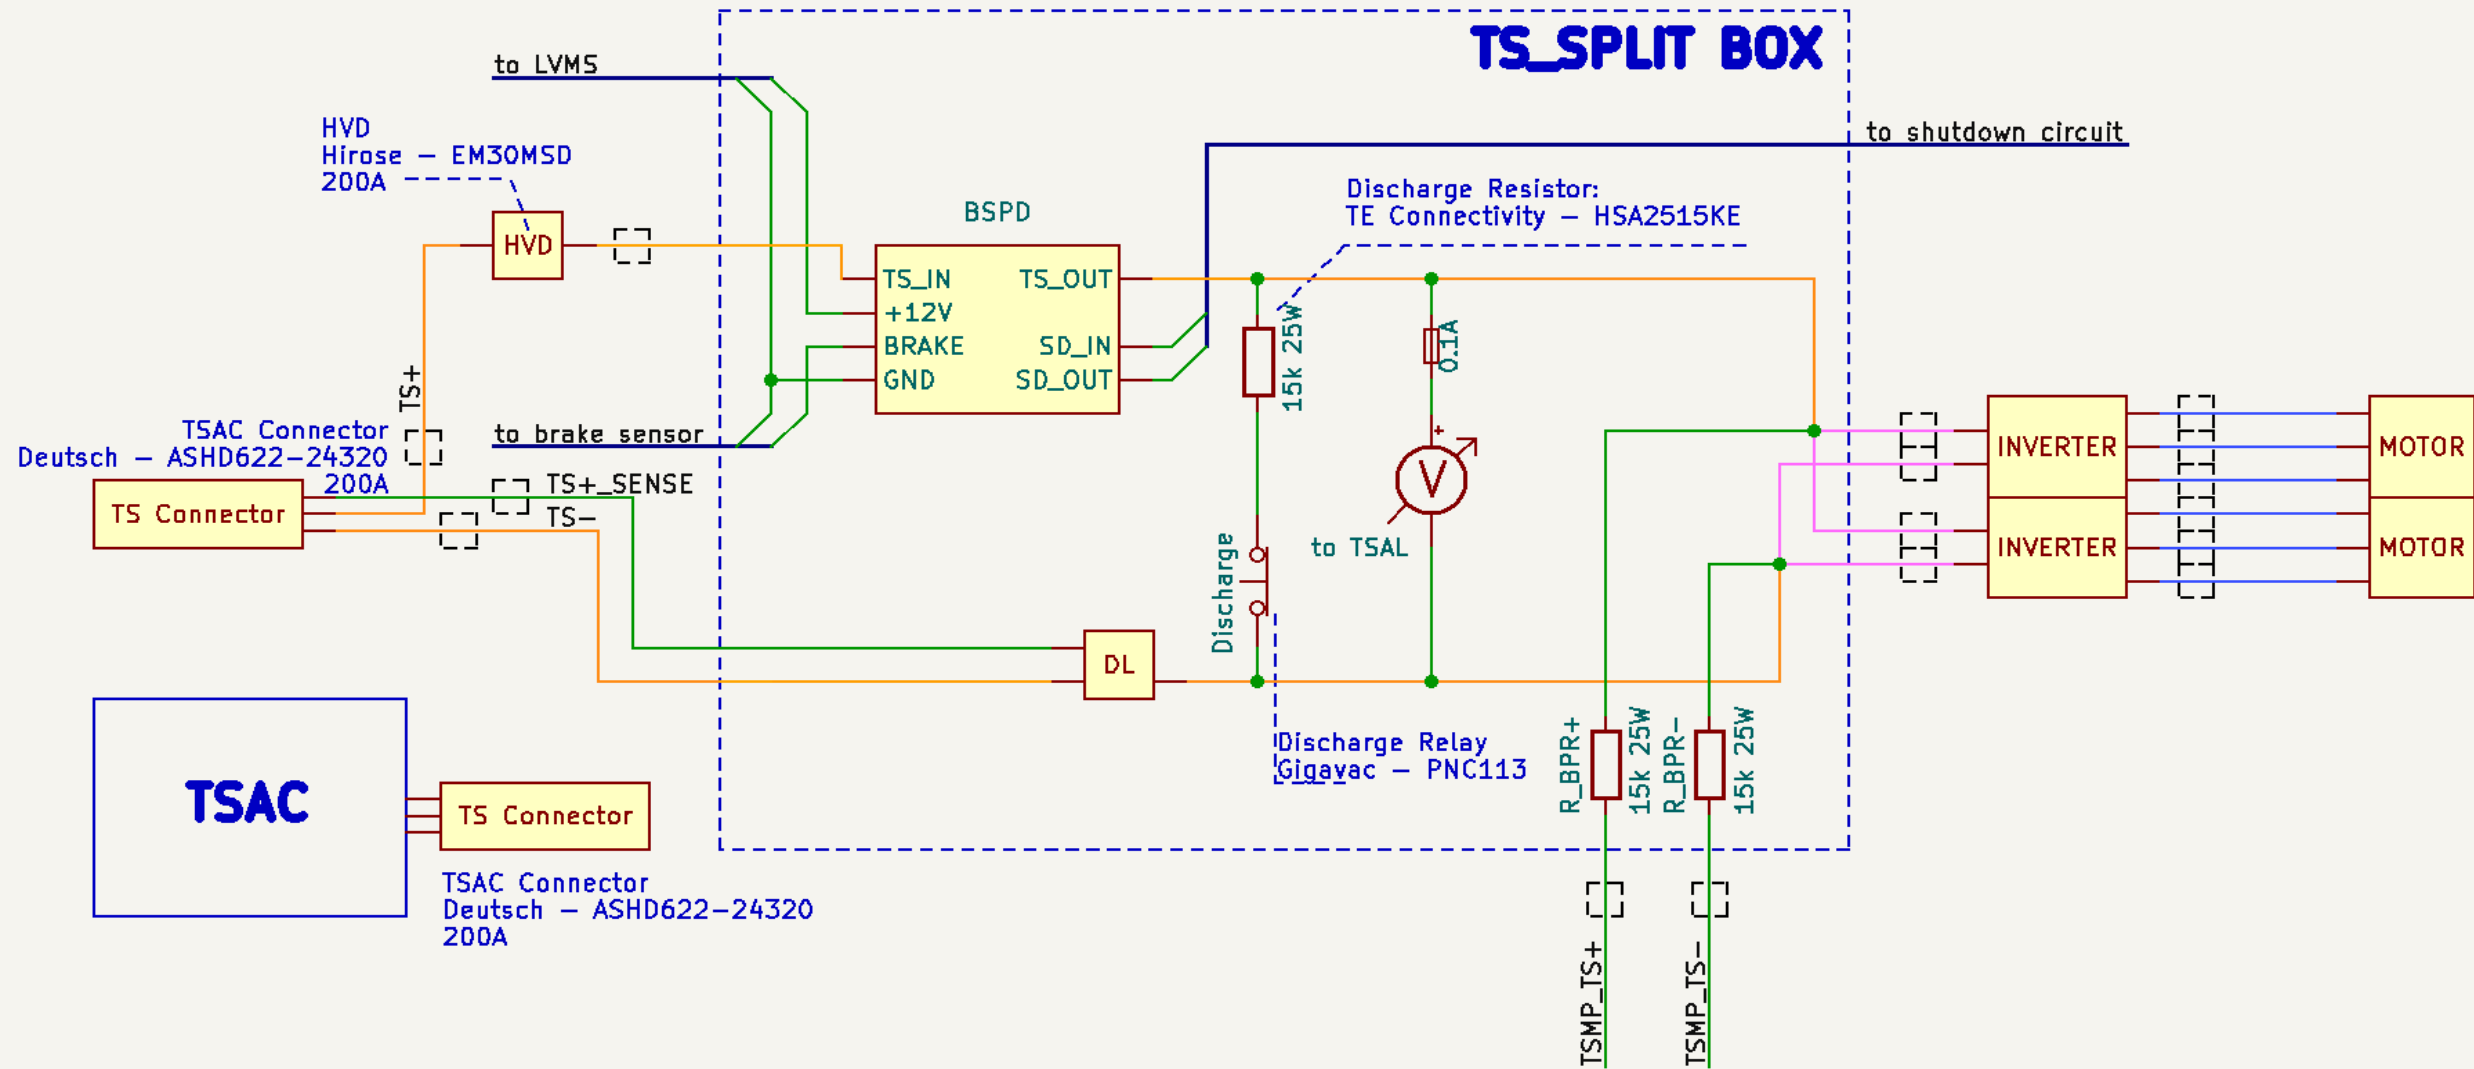 TS_SPLIT BOX
to LVMS
HVD
Hirose – EM30MSD
200A
to shutdown circuit
Discharge Resistor:
TE Connectivity – HSA2515KE
BSPD
HVD
TS_IN
TS_OUT
+12V
BRAKE
SD_IN
GND
SD_OUT
15k 25W
0.1A
TS+
TSAC Connector
Deutsch – ASHD622-24320
200A
to brake sensor
TS+_SENSE
TS Connector
TS-
V
+
to TSAL
INVERTER
MOTOR
INVERTER
MOTOR
Discharge
DL
Discharge Relay
Gigavac – PNC113
R_BPR+
15k 25W
R_BPR-
15k 25W
TSAC
TS Connector
TSAC Connector
Deutsch – ASHD622-24320
200A
TSMP_TS+
TSMP_TS-